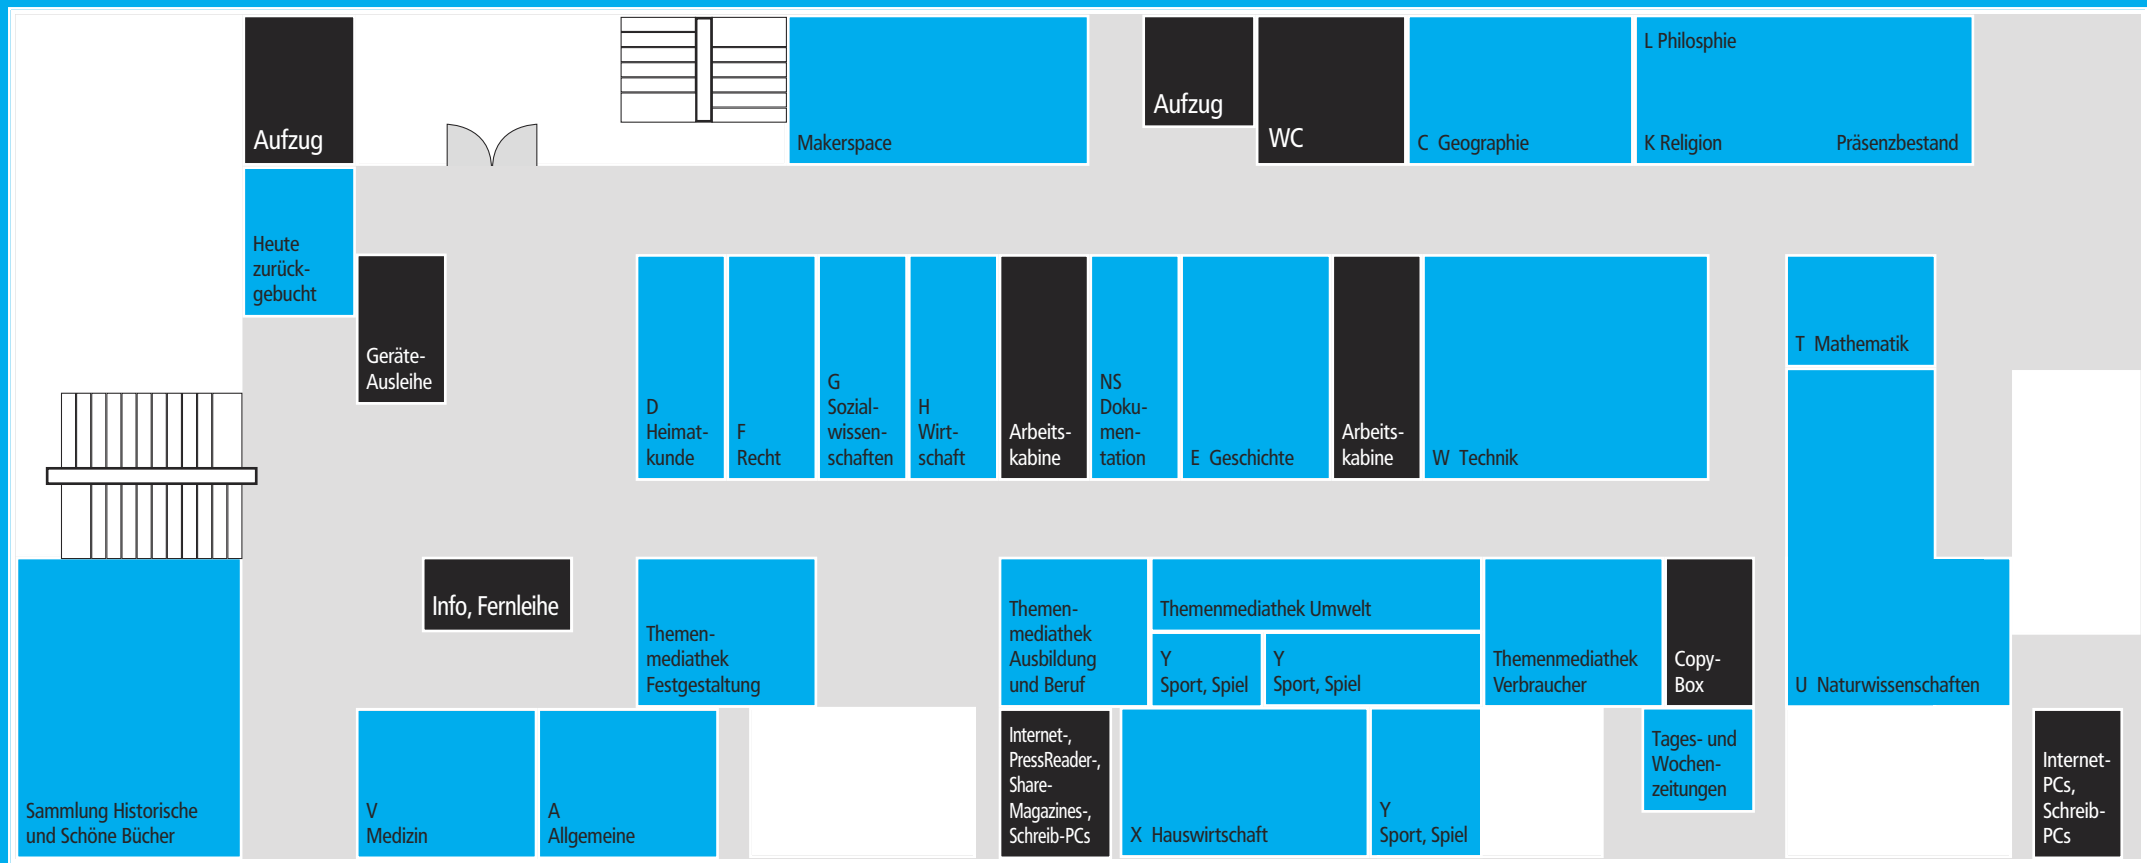 Aufzug
Makerspace
Aufzug
WC
C Geographie
L Philosphie
K Religion
Präsenzbestand
Heute
zurück-
gebucht
Geräte-
Ausleihe
D
Heimat-
kunde
F
Recht
G
Sozial-
wissen-
schaften
H
Wirt-
schaft
Arbeits-
kabine
NS
Doku-
men-
tation
E Geschichte
Arbeits-
kabine
W Technik
T Mathematik
Info, Fernleihe
Themen-
mediathek
Festgestaltung
Themen-
mediathek
Ausbildung
und Beruf
Themenmediathek Umwelt
Y
Sport, Spiel
Y
Sport, Spiel
Themenmediathek
Verbraucher
Copy-
Box
U Naturwissenschaften
Sammlung Historische
und Schöne Bücher
V
Medizin
A
Allgemeine
Internet-,
PressReader-,
Share-
Magazines-,
Schreib-PCs
X Hauswirtschaft
Y
Sport, Spiel
Tages- und
Wochen-
zeitungen
Internet-
PCs,
Schreib-
PCs